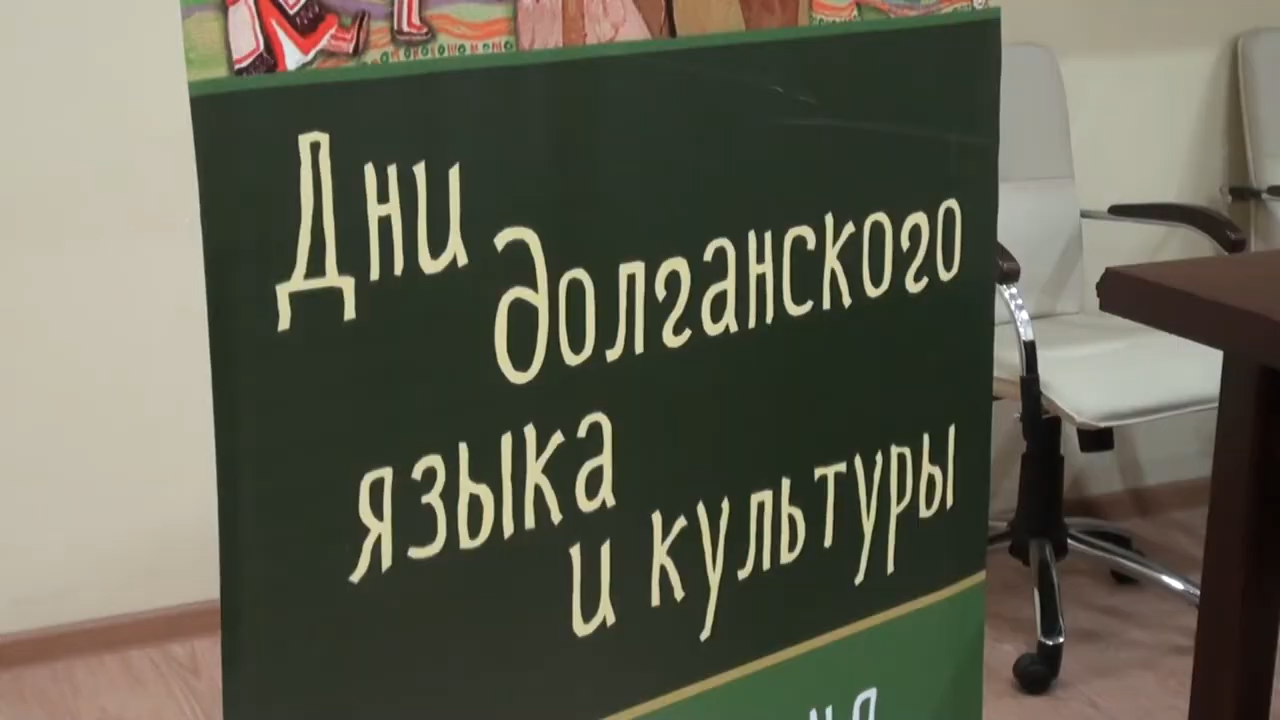 Дни
долганского
языка
и культуры